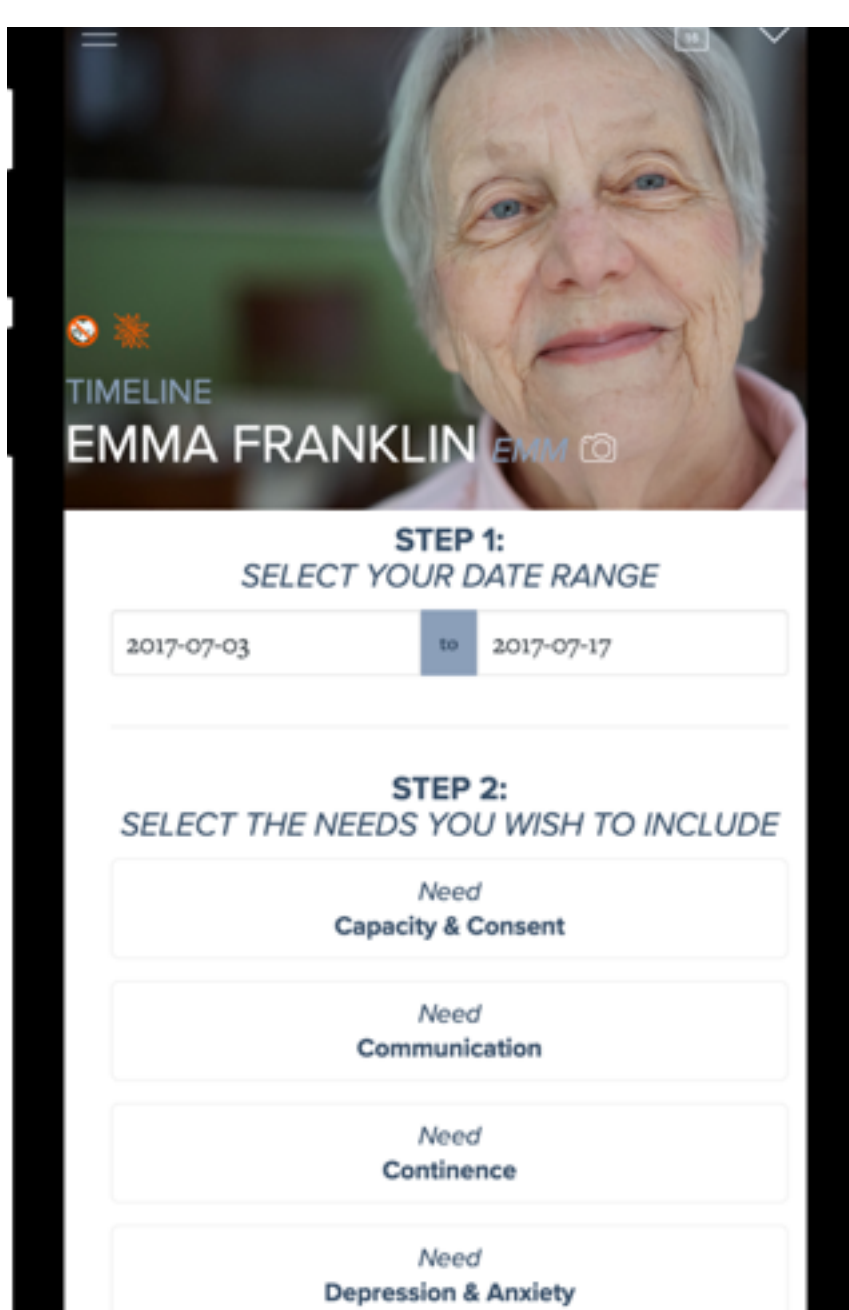 TIMELINE
EMMA FRANKLIN EMM
STEP 1:
SELECT YOUR DATE RANGE
2017-07-03 to 2017-07-17
STEP 2:
SELECT THE NEEDS YOU WISH TO INCLUDE
Need
Capacity & Consent
Need
Communication
Need
Continence
Need
Depression & Anxiety